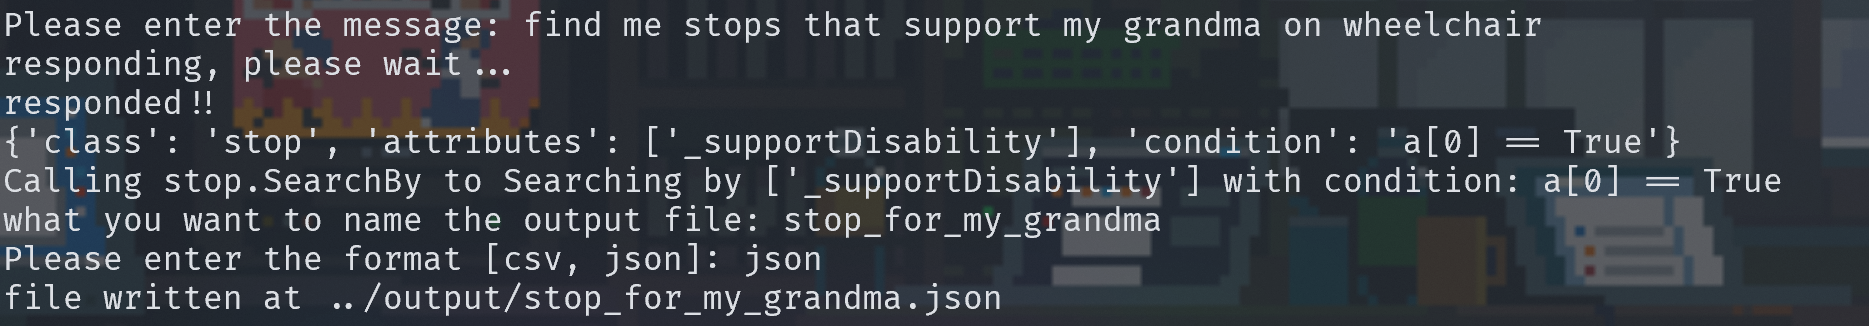 Please enter the message: find me stops that support my grandma on wheelchair
responding, please wait...
responded!!
{'class': 'stop', 'attributes': ['_supportDisability'], 'condition': 'a[0] == True'}
Calling stop.SearchBy to Searching by ['_supportDisability'] with condition: a[0] == True
what you want to name the output file: stop_for_my_grandma
Please enter the format [csv, json]: json
file written at ../output/stop_for_my_grandma.json